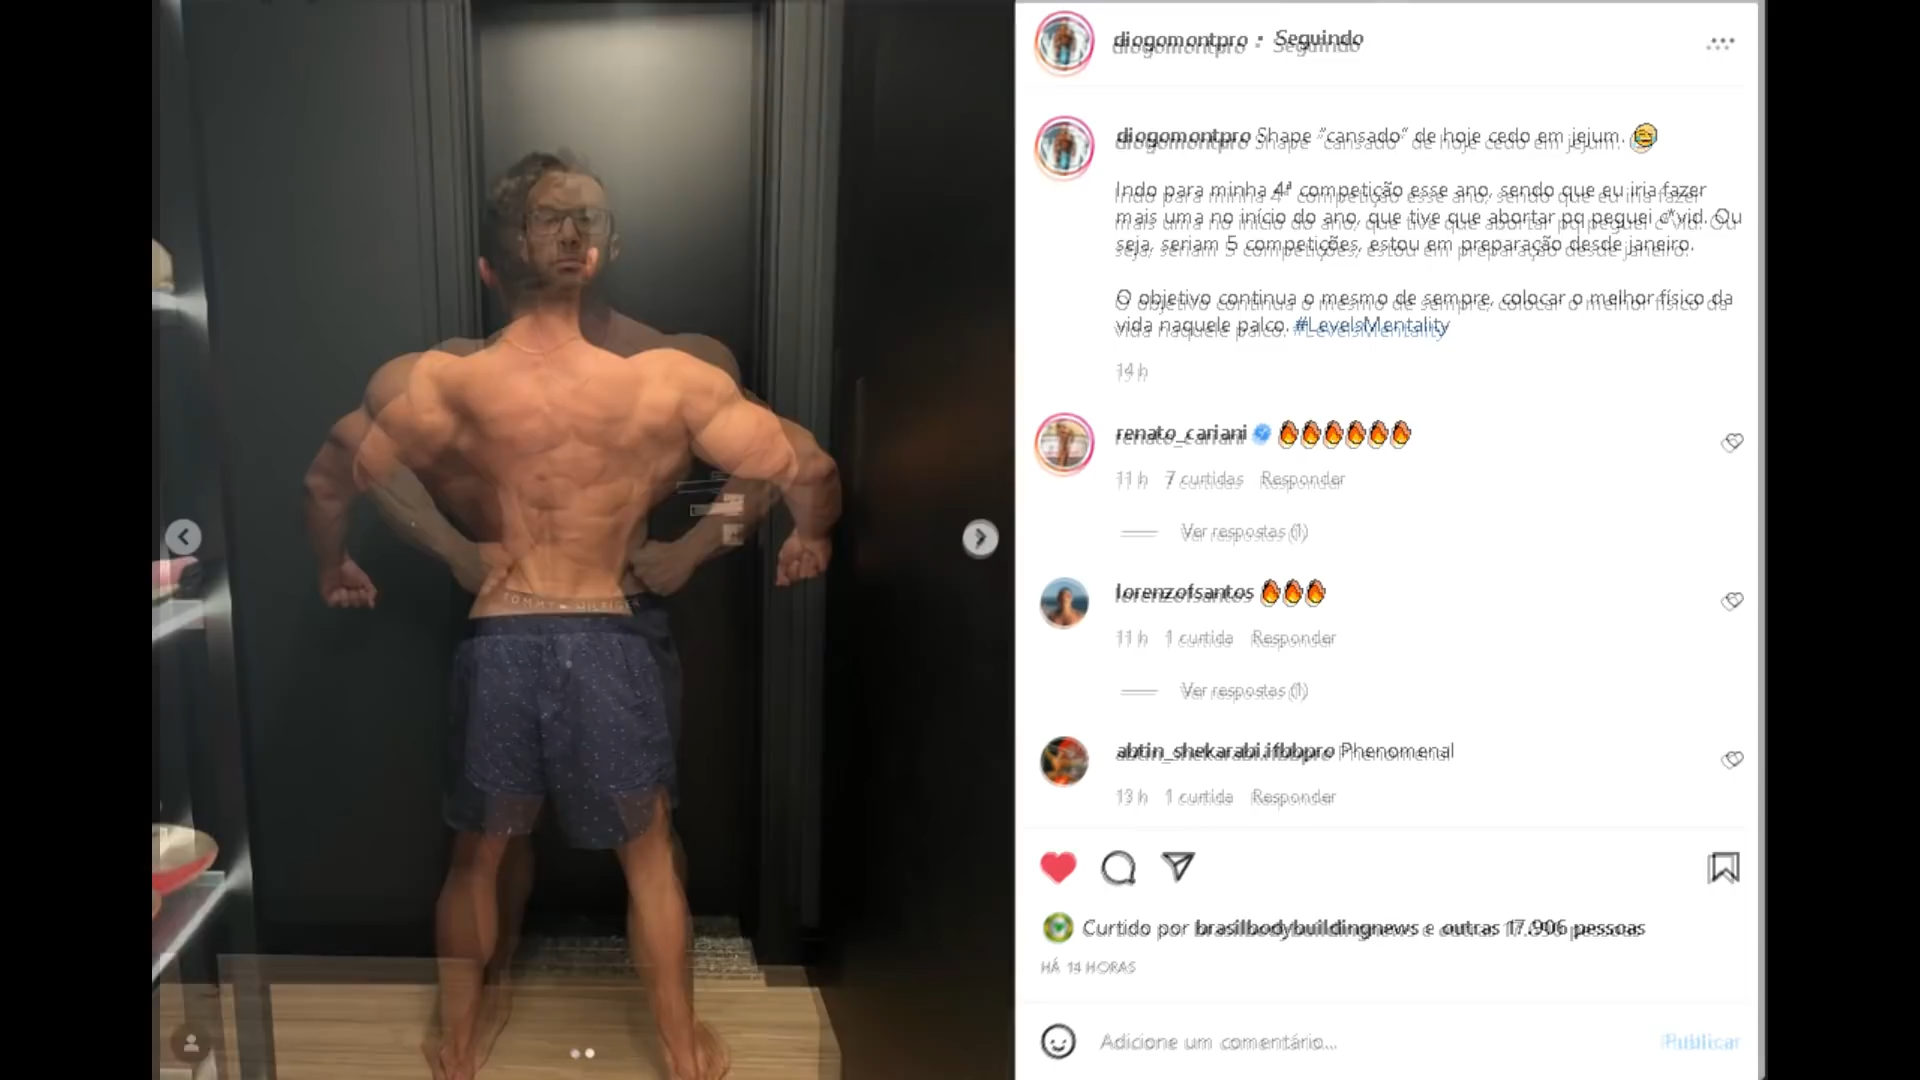 diogomontpro • Seguindo
diogomontpro Shape “cansado” de hoje cedo em jejum. 😅
Indo para minha 4ª competição esse ano, sendo que eu iria fazer
mais uma no início do ano, que tive que abortar pq peguei c*vid. Ou
seja, seriam 5 competições, estou em preparação desde janeiro.
O objetivo continua o mesmo de sempre, colocar o melhor físico da
vida naquele palco. #LevelsMentality
14 h
renato_cariani 🔥🔥🔥🔥🔥🔥
11 h 7 curtidas Responder
Ver respostas (1)
lorenzofsantos 🔥🔥🔥
11 h 1 curtida Responder
Ver respostas (1)
abtin_shekarabi.ifbbpro Phenomenal
13 h 1 curtida Responder
Curtido por brasilbodybuildingnews e outras 17.906 pessoas
HÁ 14 HORAS
Adicione um comentário...
Publicar
TOMMY HILFIGER